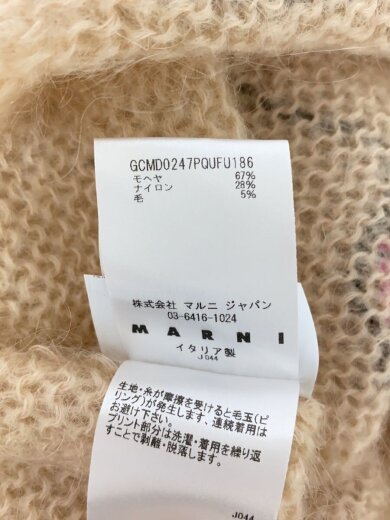 GCMD0247PQUFU186
モヘヤ 67%
ナイロン 28%
毛 5%
株式会社 マルニ ジャパン
03-6416-1024
MARNI
イタリア製
J044
生地・糸が摩擦を受けると毛玉(ピ
リング)が発生します、連続着用は
お避け下さい。
プリント部分は洗濯・着用を繰り返
すことで剥離・脱落します。
J044